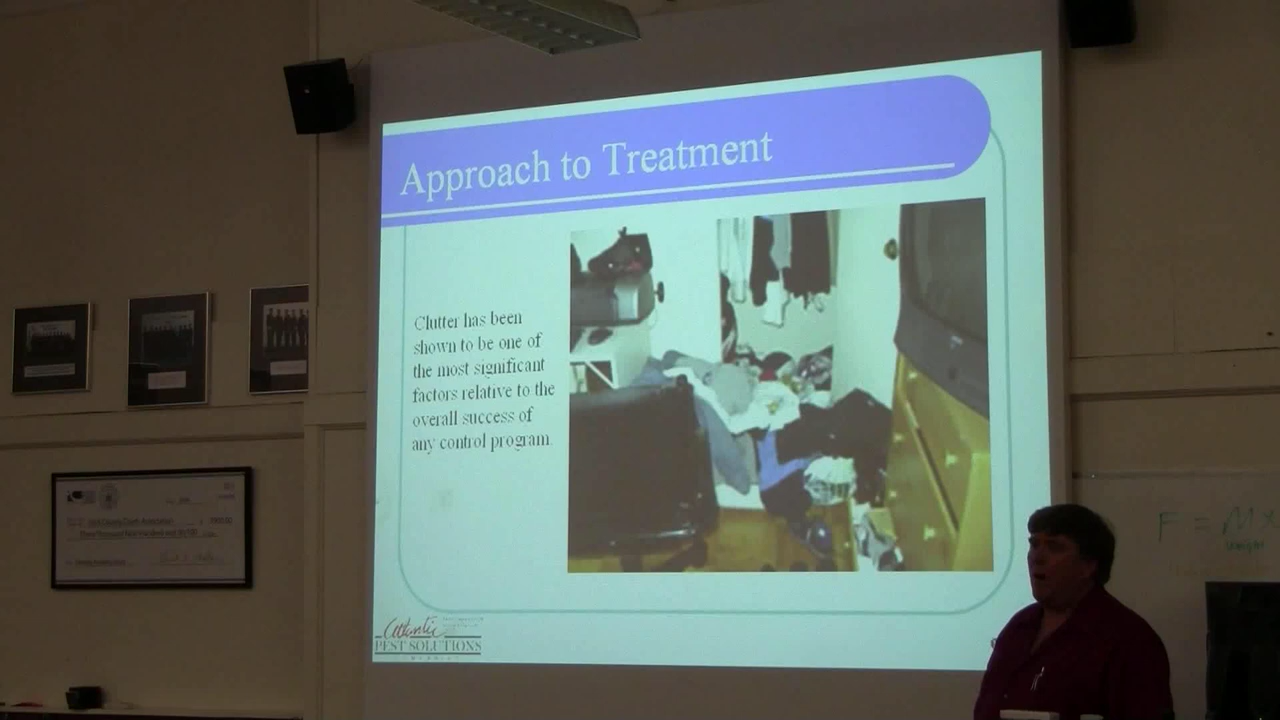 Approach to Treatment
Clutter has been
shown to be one of
the most significant
factors relative to the
overall success of
any control program.
Atlantic
PEST SOLUTIONS
F = M X